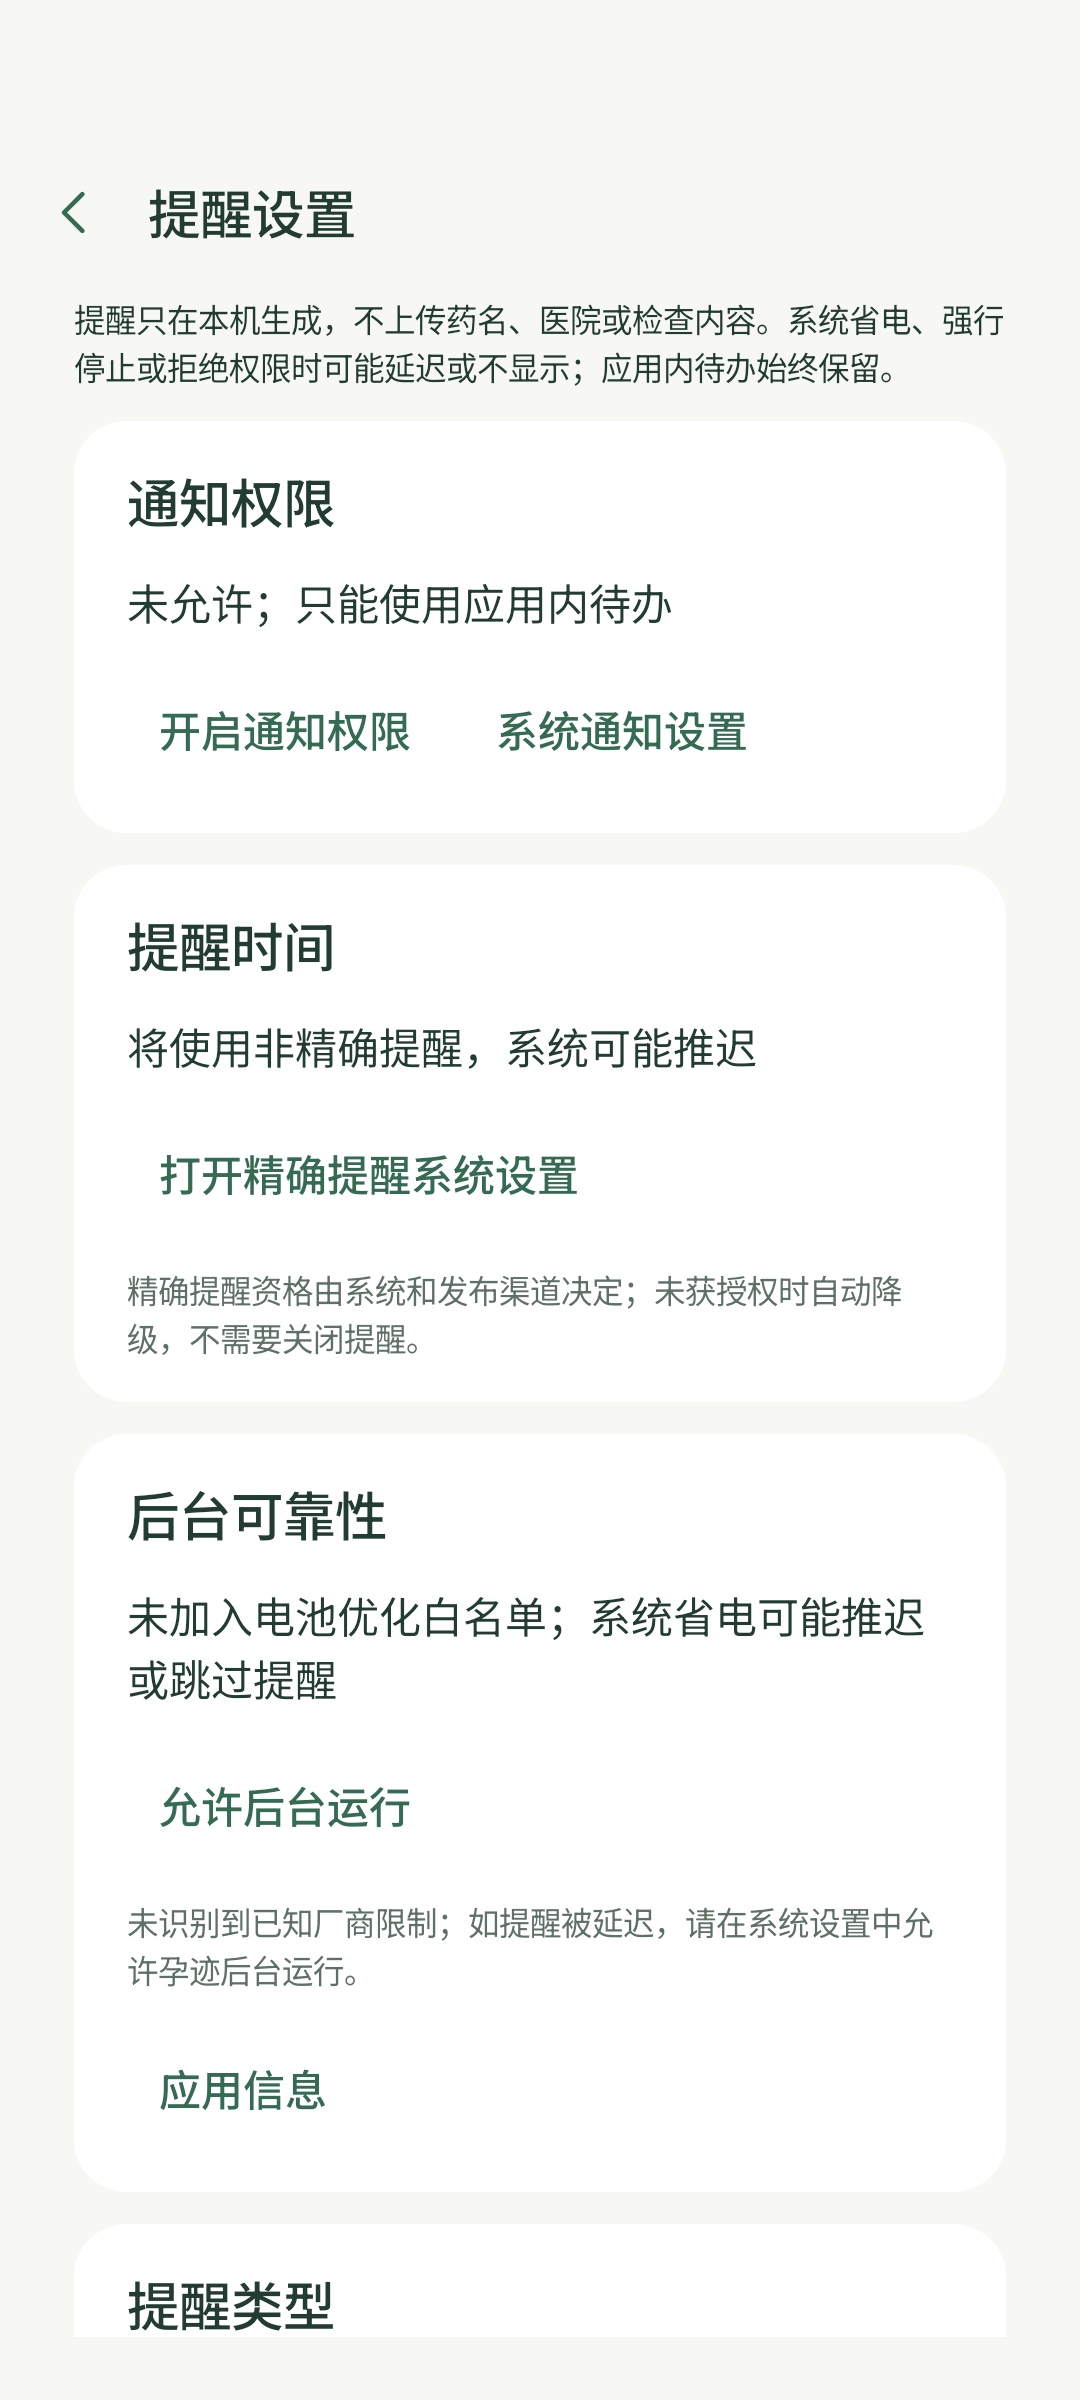 提醒设置
提醒只在本机生成，不上传药名、医院或检查内容。系统省电、强行
停止或拒绝权限时可能延迟或不显示；应用内待办始终保留。
通知权限
未允许；只能使用应用内待办
开启通知权限 系统通知设置
提醒时间
将使用非精确提醒，系统可能推迟
打开精确提醒系统设置
精确提醒资格由系统和发布渠道决定；未获授权时自动降
级，不需要关闭提醒。
后台可靠性
未加入电池优化白名单；系统省电可能推迟
或跳过提醒
允许后台运行
未识别到已知厂商限制；如提醒被延迟，请在系统设置中允
许孕迹后台运行。
应用信息
提醒类型